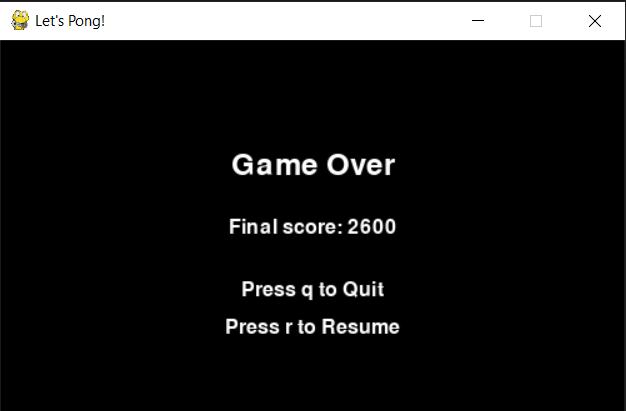 Let's Pong!
Game Over
Final score: 2600
Press q to Quit
Press r to Resume